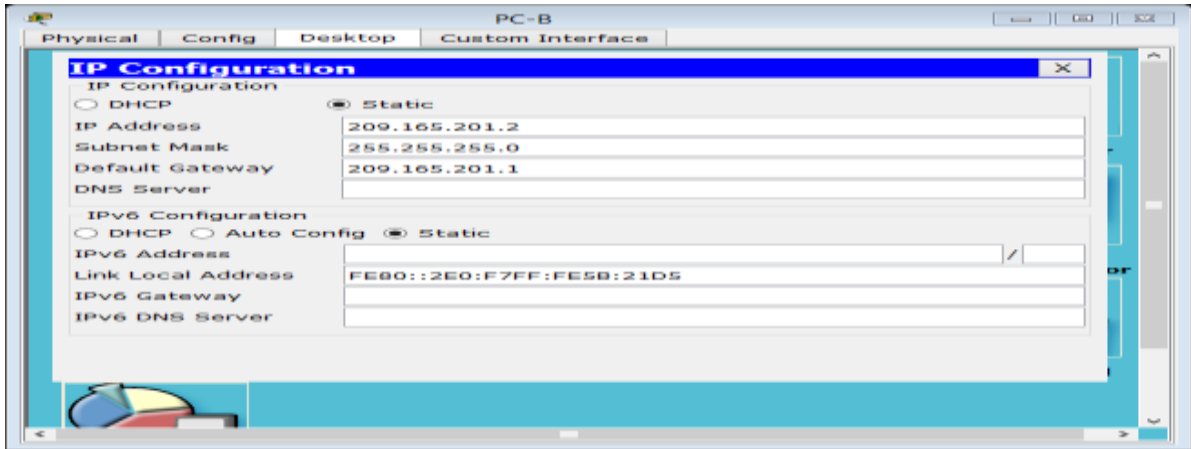 PC-B
Physical Config Desktop Custom Interface
IP Configuration
IP Configuration
DHCP Static
IP Address 209.165.201.2
Subnet Mask 255.255.255.0
Default Gateway 209.165.201.1
DNS Server
IPv6 Configuration
DHCP Auto Config Static
IPv6 Address /
Link Local Address FE80::2E0:F7FF:FE5B:21D5
IPv6 Gateway
IPv6 DNS Server
or